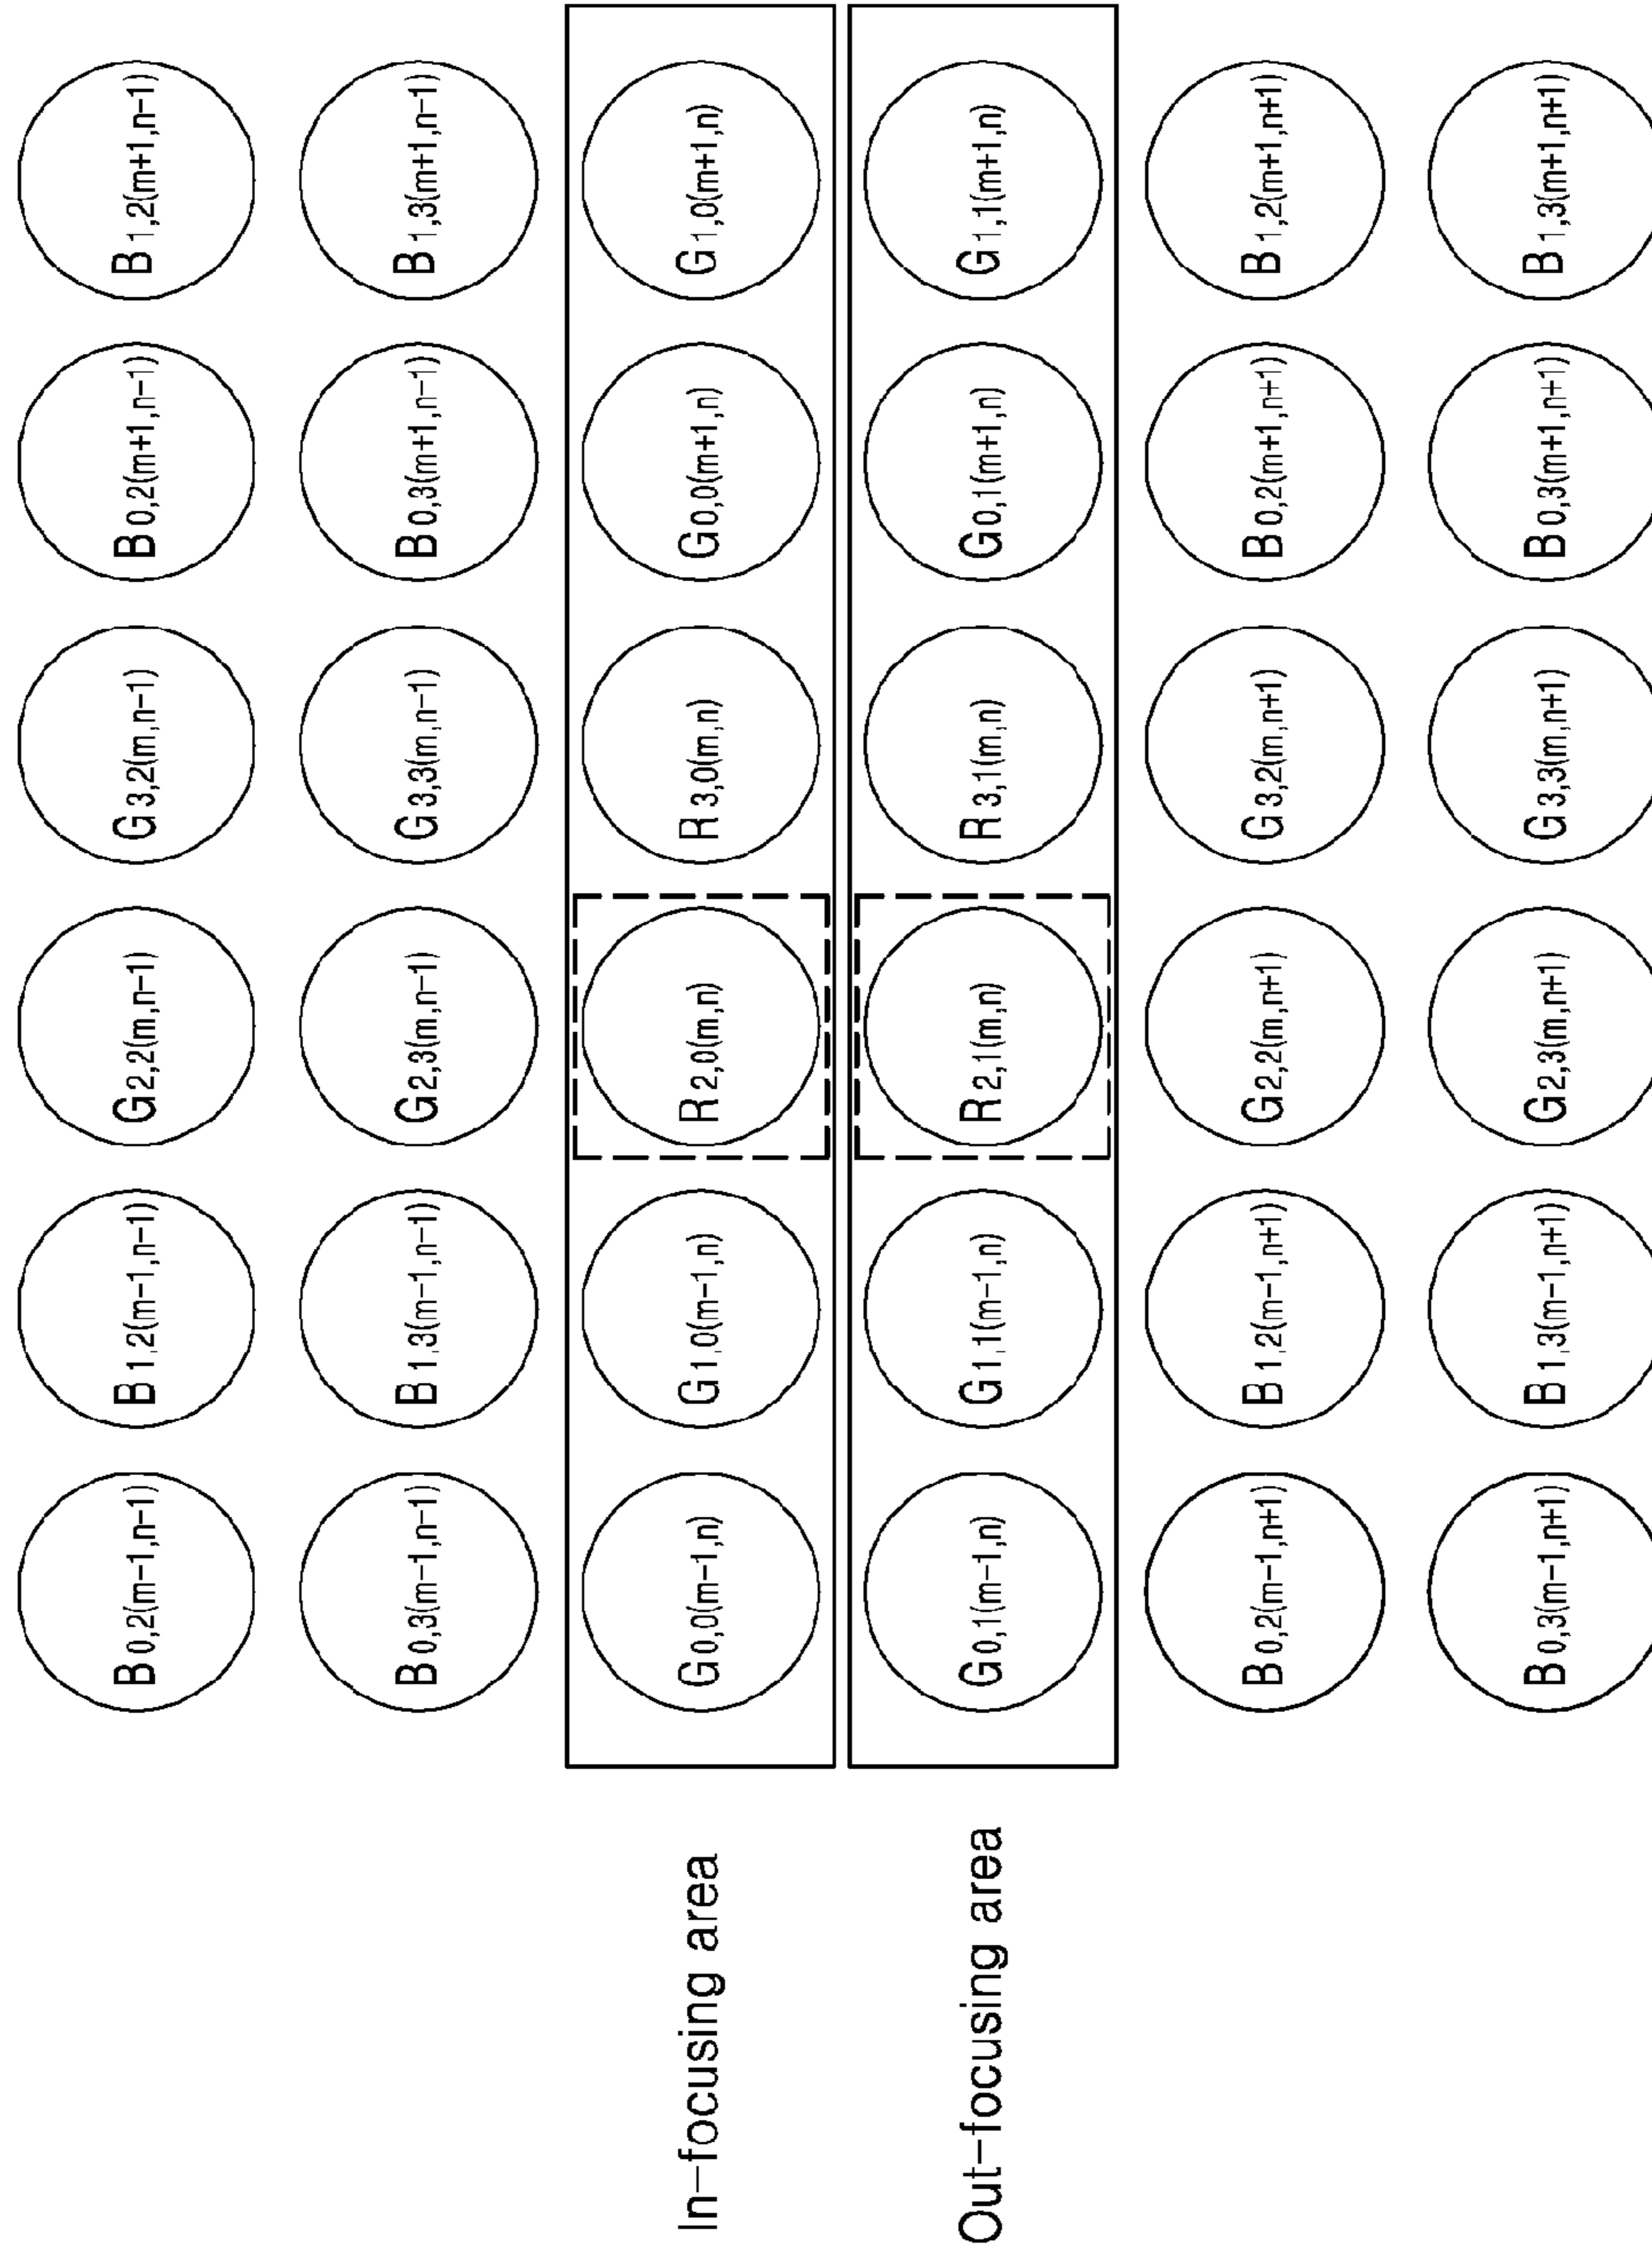 B0,2(m-1,n-1) B1,2(m-1,n-1) G2,2(m,n-1) G3,2(m,n-1) B0,2(m+1,n-1) B1,2(m+1,n-1)
B0,3(m-1,n-1) B1,3(m-1,n-1) G2,3(m,n-1) G3,3(m,n-1) B0,3(m+1,n-1) B1,3(m+1,n-1)
In-focusing area G0,0(m-1,n) G1,0(m-1,n) R2,0(m,n) R3,0(m,n) G0,0(m+1,n) G1,0(m+1,n)
Out-focusing area G0,1(m-1,n) G1,1(m-1,n) R2,1(m,n) R3,1(m,n) G0,1(m+1,n) G1,1(m+1,n)
B0,2(m-1,n+1) B1,2(m-1,n+1) G2,2(m,n+1) G3,2(m,n+1) B0,2(m+1,n+1) B1,2(m+1,n+1)
B0,3(m-1,n+1) B1,3(m-1,n+1) G2,3(m,n+1) G3,3(m,n+1) B0,3(m+1,n+1) B1,3(m+1,n+1)